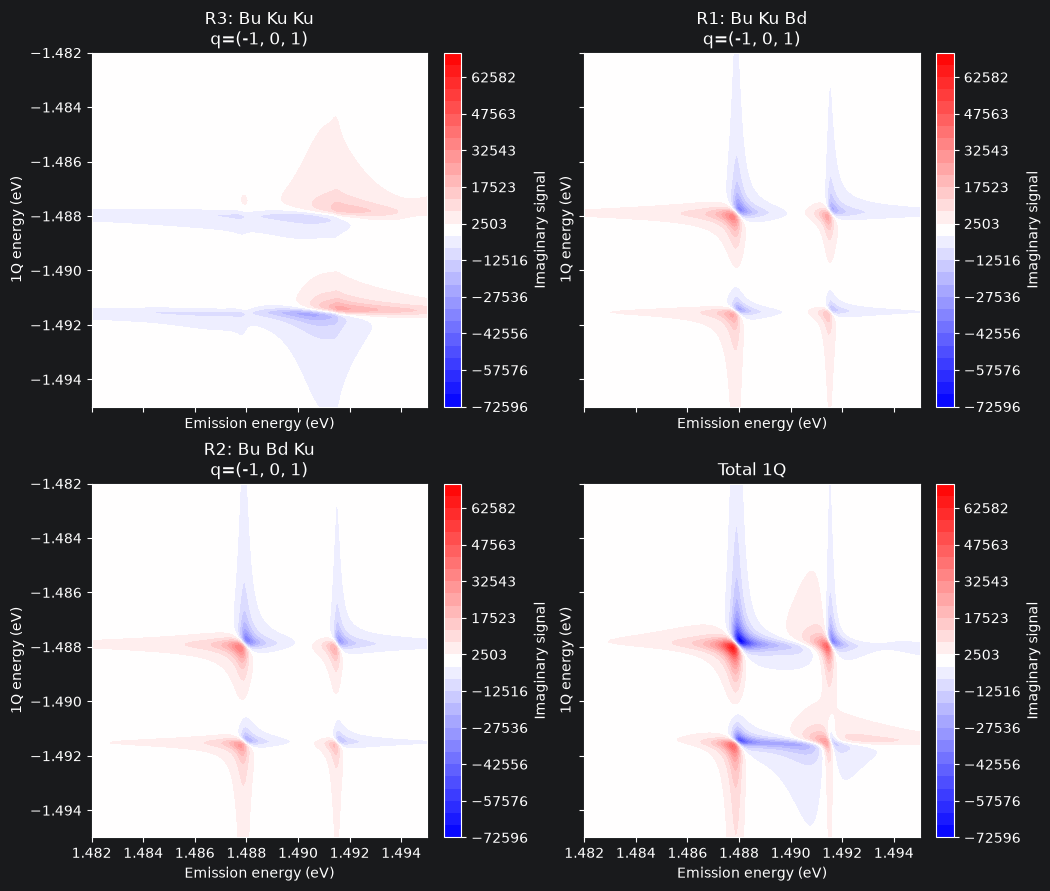 R3: Bu Ku Ku
q=(-1, 0, 1)
−1.482
−1.484
−1.486
−1.488
−1.490
−1.492
−1.494
1Q energy (eV)
Emission energy (eV)
62582
47563
32543
17523
2503
−12516
−27536
−42556
−57576
−72596
Imaginary signal
R1: Bu Ku Bd
q=(-1, 0, 1)
1Q energy (eV)
Emission energy (eV)
62582
47563
32543
17523
2503
−12516
−27536
−42556
−57576
−72596
Imaginary signal
R2: Bu Bd Ku
q=(-1, 0, 1)
−1.482
−1.484
−1.486
−1.488
−1.490
−1.492
−1.494
1Q energy (eV)
1.482 1.484 1.486 1.488 1.490 1.492 1.494
Emission energy (eV)
62582
47563
32543
17523
2503
−12516
−27536
−42556
−57576
−72596
Imaginary signal
Total 1Q
1Q energy (eV)
1.482 1.484 1.486 1.488 1.490 1.492 1.494
Emission energy (eV)
62582
47563
32543
17523
2503
−12516
−27536
−42556
−57576
−72596
Imaginary signal